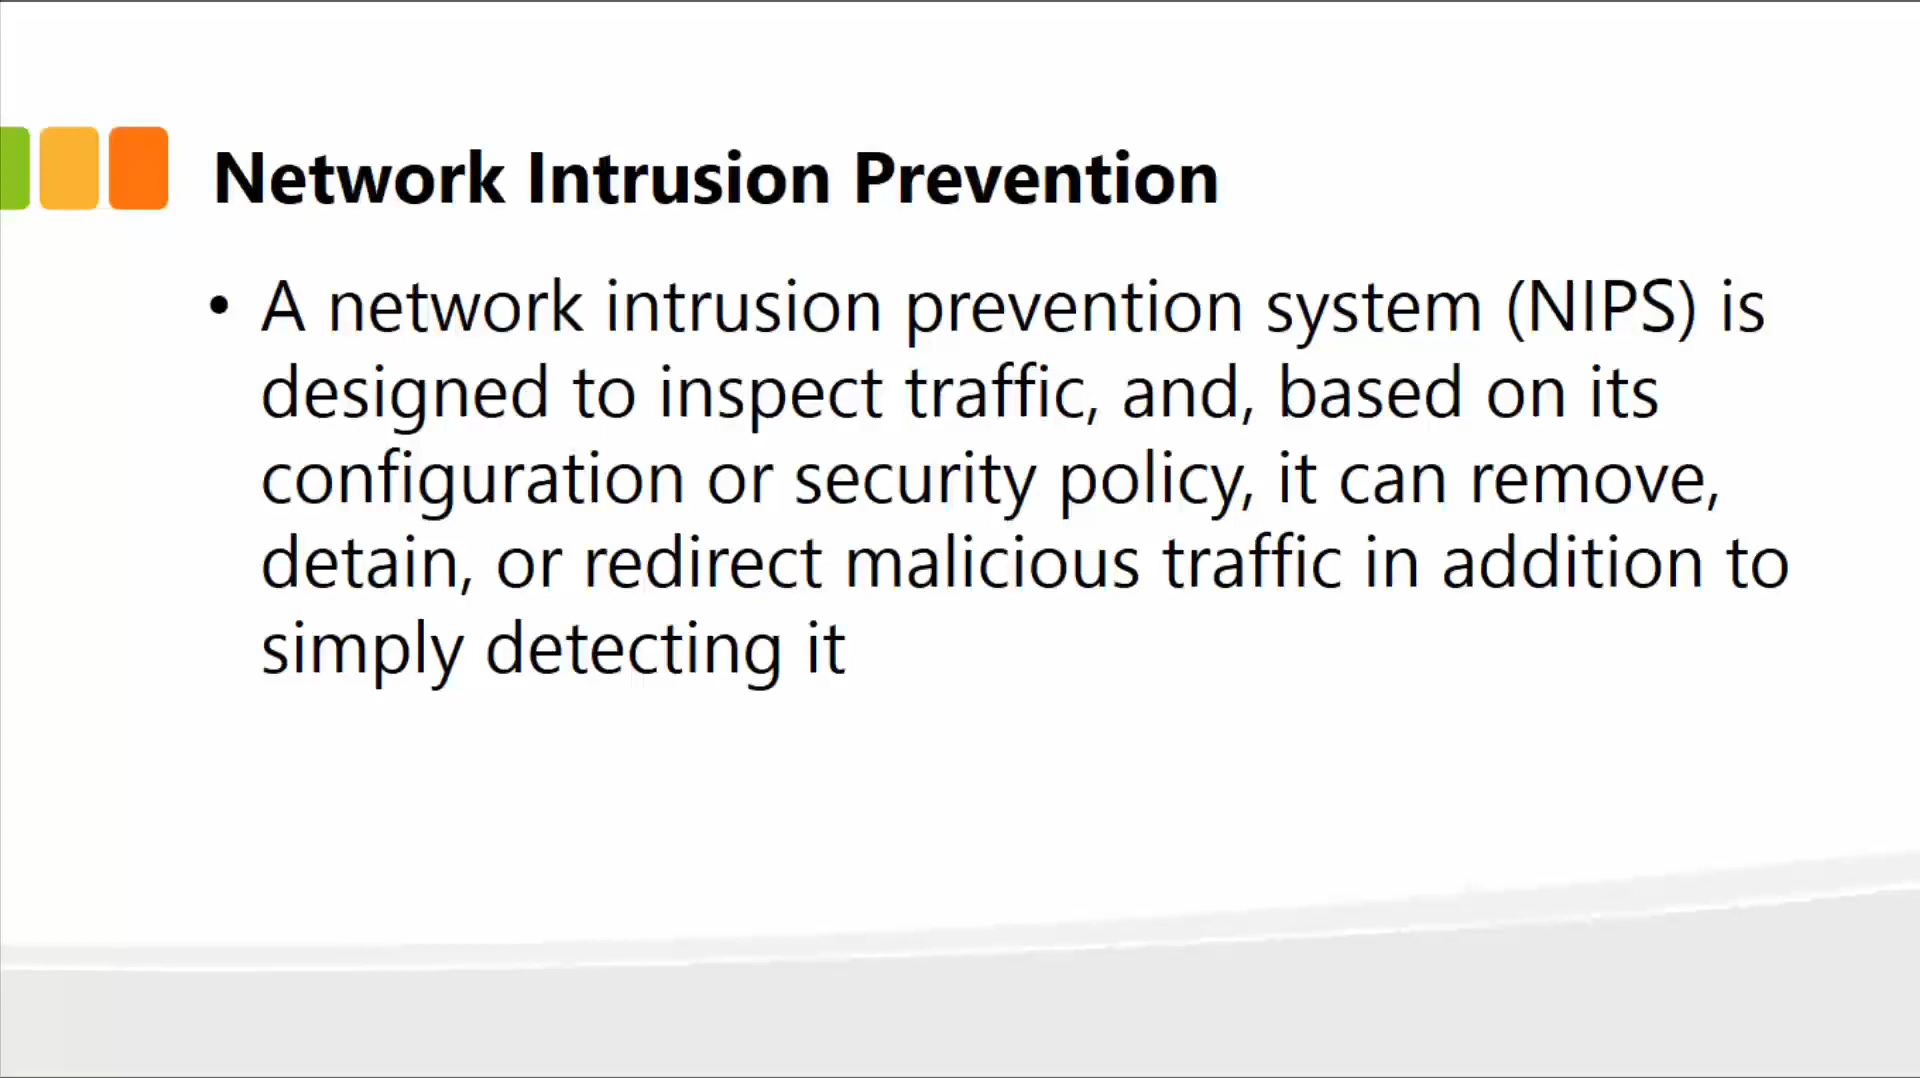 Network Intrusion Prevention
• A network intrusion prevention system (NIPS) is
designed to inspect traffic, and, based on its
configuration or security policy, it can remove,
detain, or redirect malicious traffic in addition to
simply detecting it